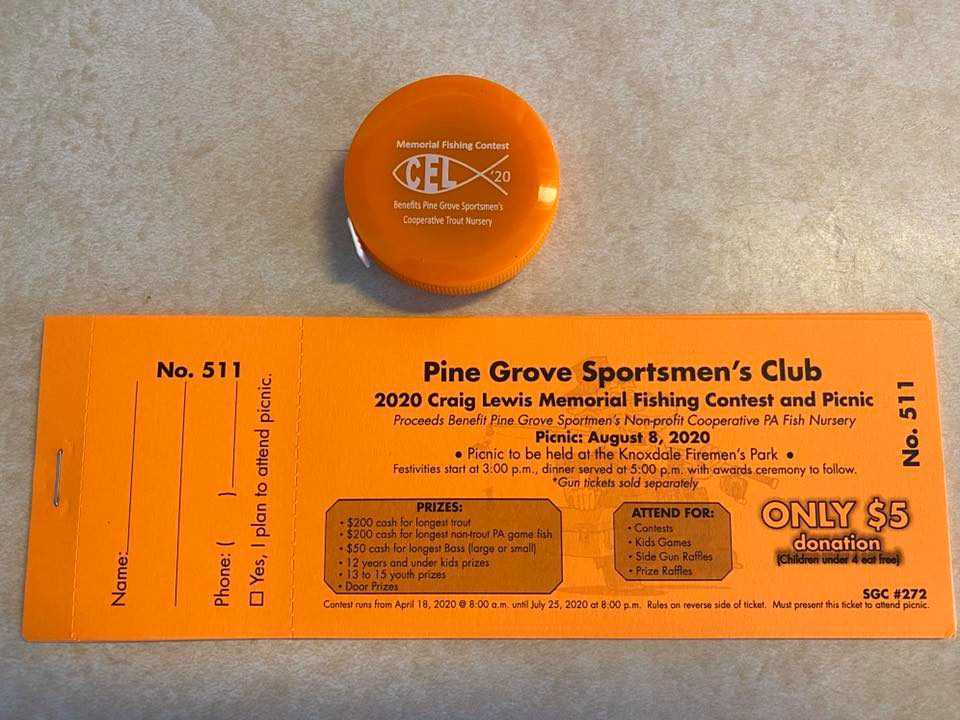 Memorial Fishing Contest
CEL '20
Benefits Pine Grove Sportsmen's
Cooperative Trout Nursery
No. 511
Name:
Phone: ( )
☐ Yes, I plan to attend picnic.
Pine Grove Sportsmen's Club
2020 Craig Lewis Memorial Fishing Contest and Picnic
Proceeds Benefit Pine Grove Sportmen's Non-profit Cooperative PA Fish Nursery
Picnic: August 8, 2020
• Picnic to be held at the Knoxdale Firemen's Park •
Festivities start at 3:00 p.m., dinner served at 5:00 p.m. with awards ceremony to follow.
*Gun tickets sold separately
PRIZES:
• $200 cash for longest trout
• $200 cash for longest non-trout PA game fish
• $50 cash for longest Bass (large or small)
• 12 years and under kids prizes
• 13 to 15 youth prizes
• Door Prizes
ATTEND FOR:
• Contests
• Kids Games
• Side Gun Raffles
• Prize Raffles
ONLY $5
donation
(Children under 4 eat free)
No. 511
SGC #272
Contest runs from April 18, 2020 @ 8:00 a.m. until July 25, 2020 at 8:00 p.m. Rules on reverse side of ticket. Must present this ticket to attend picnic.